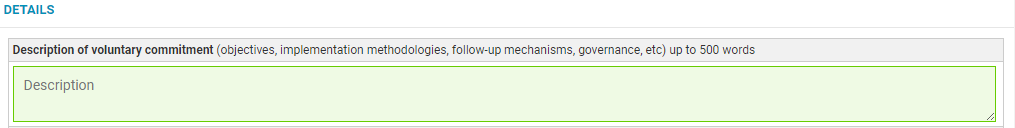 DETAILS
Description of voluntary commitment (objectives, implementation methodologies, follow-up mechanisms, governance, etc) up to 500 words
Description